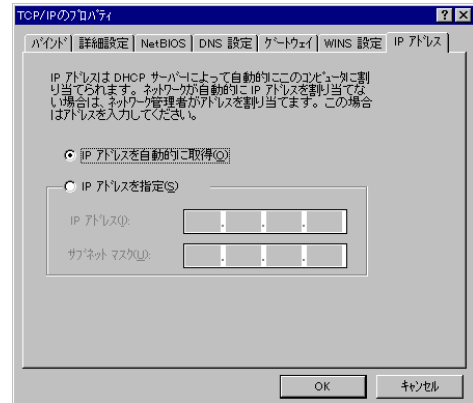 TCP/IPのﾌﾟﾛﾊﾟﾃｨ
ﾊﾞｲﾝﾄﾞ 詳細設定 NetBIOS DNS 設定 ｹﾞｰﾄｳｪｲ WINS 設定 IP ｱﾄﾞﾚｽ
IP ｱﾄﾞﾚｽは DHCP ｻｰﾊﾞｰによって自動的にこのｺﾝﾋﾟｭｰﾀに割
り当てられます。ﾈｯﾄﾜｰｸが自動的に IP ｱﾄﾞﾚｽを割り当てな
い場合は、ﾈｯﾄﾜｰｸ管理者がｱﾄﾞﾚｽを割り当てます。この場合
はｱﾄﾞﾚｽを入力してください。
IP ｱﾄﾞﾚｽを自動的に取得(O)
IP ｱﾄﾞﾚｽを指定(S)
IP ｱﾄﾞﾚｽ(I):
ｻﾌﾞﾈｯﾄ ﾏｽｸ(U):
OK ｷｬﾝｾﾙ